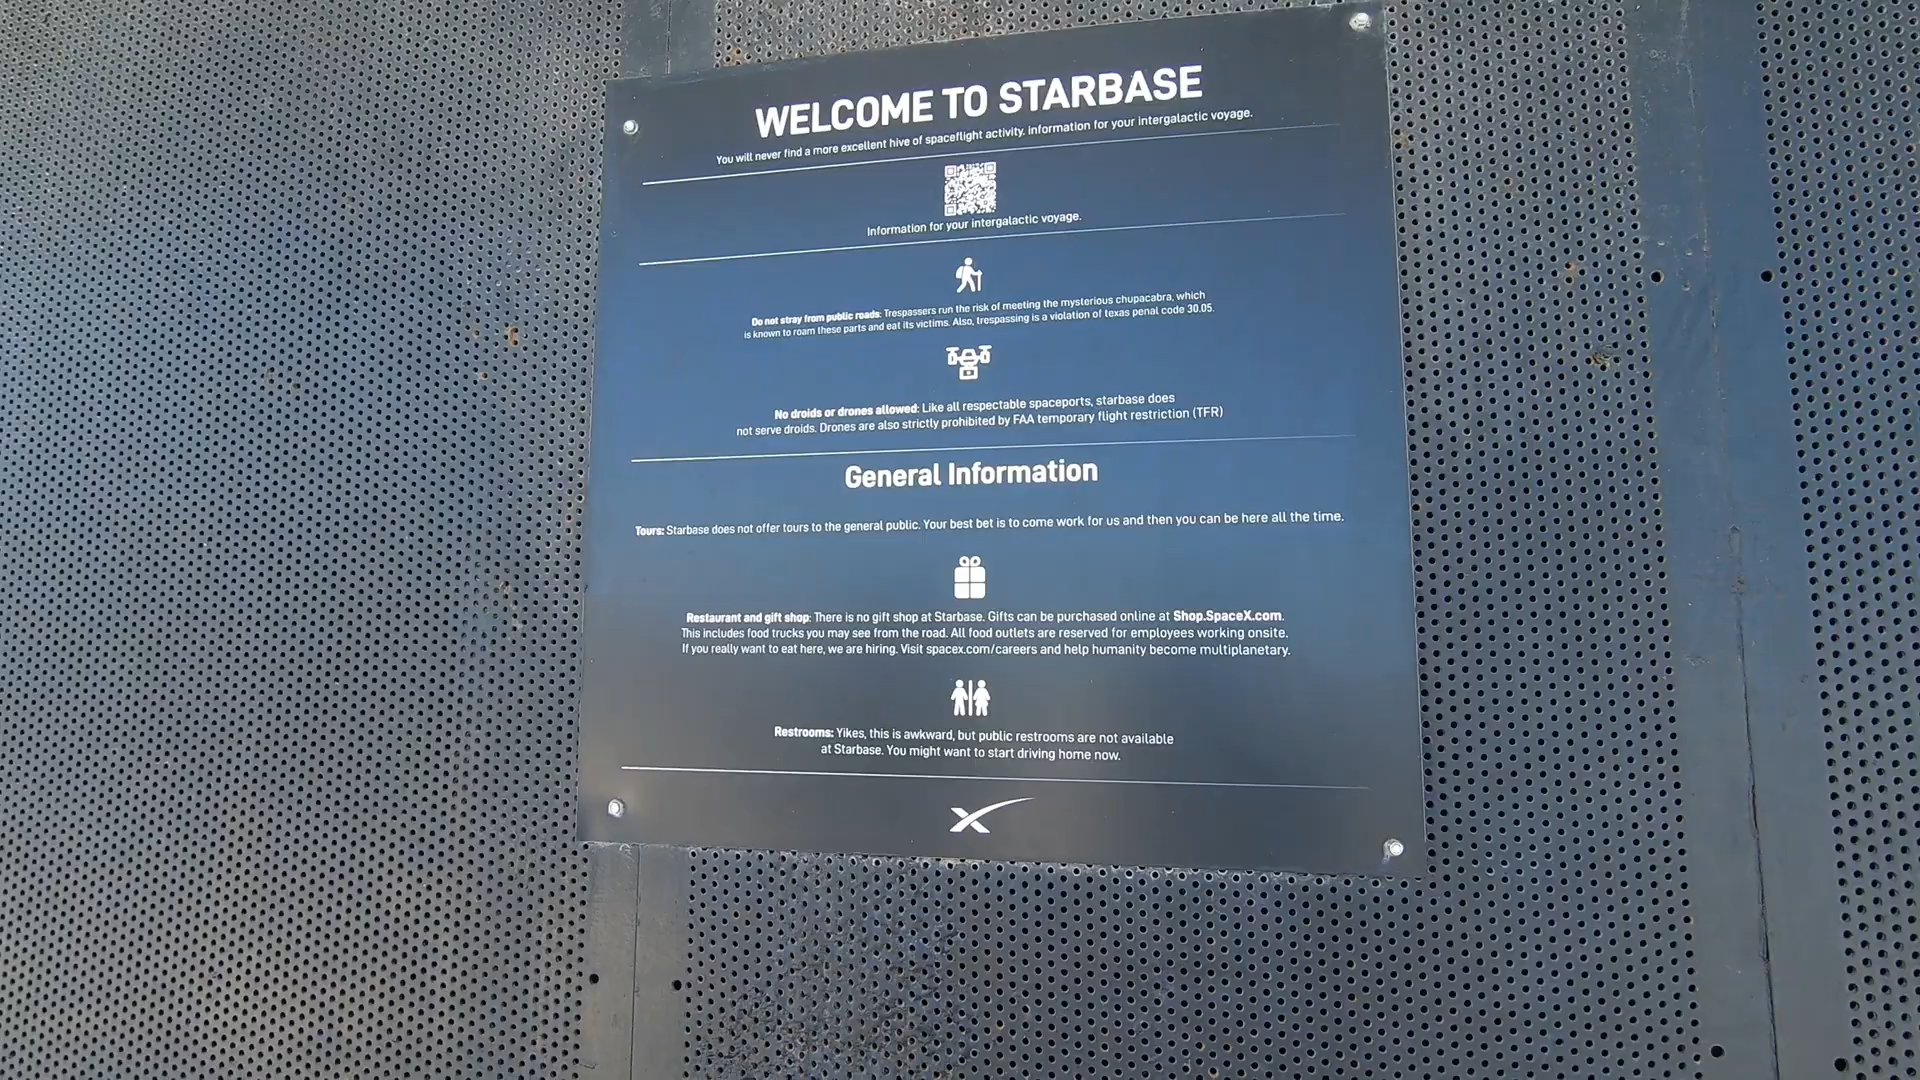 WELCOME TO STARBASE
You will never find a more excellent hive of spaceflight activity. Information for your intergalactic voyage.
Information for your intergalactic voyage.
Do not stray from public roads: Trespassers run the risk of meeting the mysterious chupacabra, which
is known to roam these parts and eat its victims. Also, trespassing is a violation of texas penal code 30.05.
No droids or drones allowed: Like all respectable spaceports, starbase does
not serve droids. Drones are also strictly prohibited by FAA temporary flight restriction (TFR)
General Information
Tours: Starbase does not offer tours to the general public. Your best bet is to come work for us and then you can be here all the time.
Restaurant and gift shop: There is no gift shop at Starbase. Gifts can be purchased online at Shop.SpaceX.com.
This includes food trucks you may see from the road. All food outlets are reserved for employees working onsite.
If you really want to eat here, we are hiring. Visit spacex.com/careers and help humanity become multiplanetary.
Restrooms: Yikes, this is awkward, but public restrooms are not available
at Starbase. You might want to start driving home now.